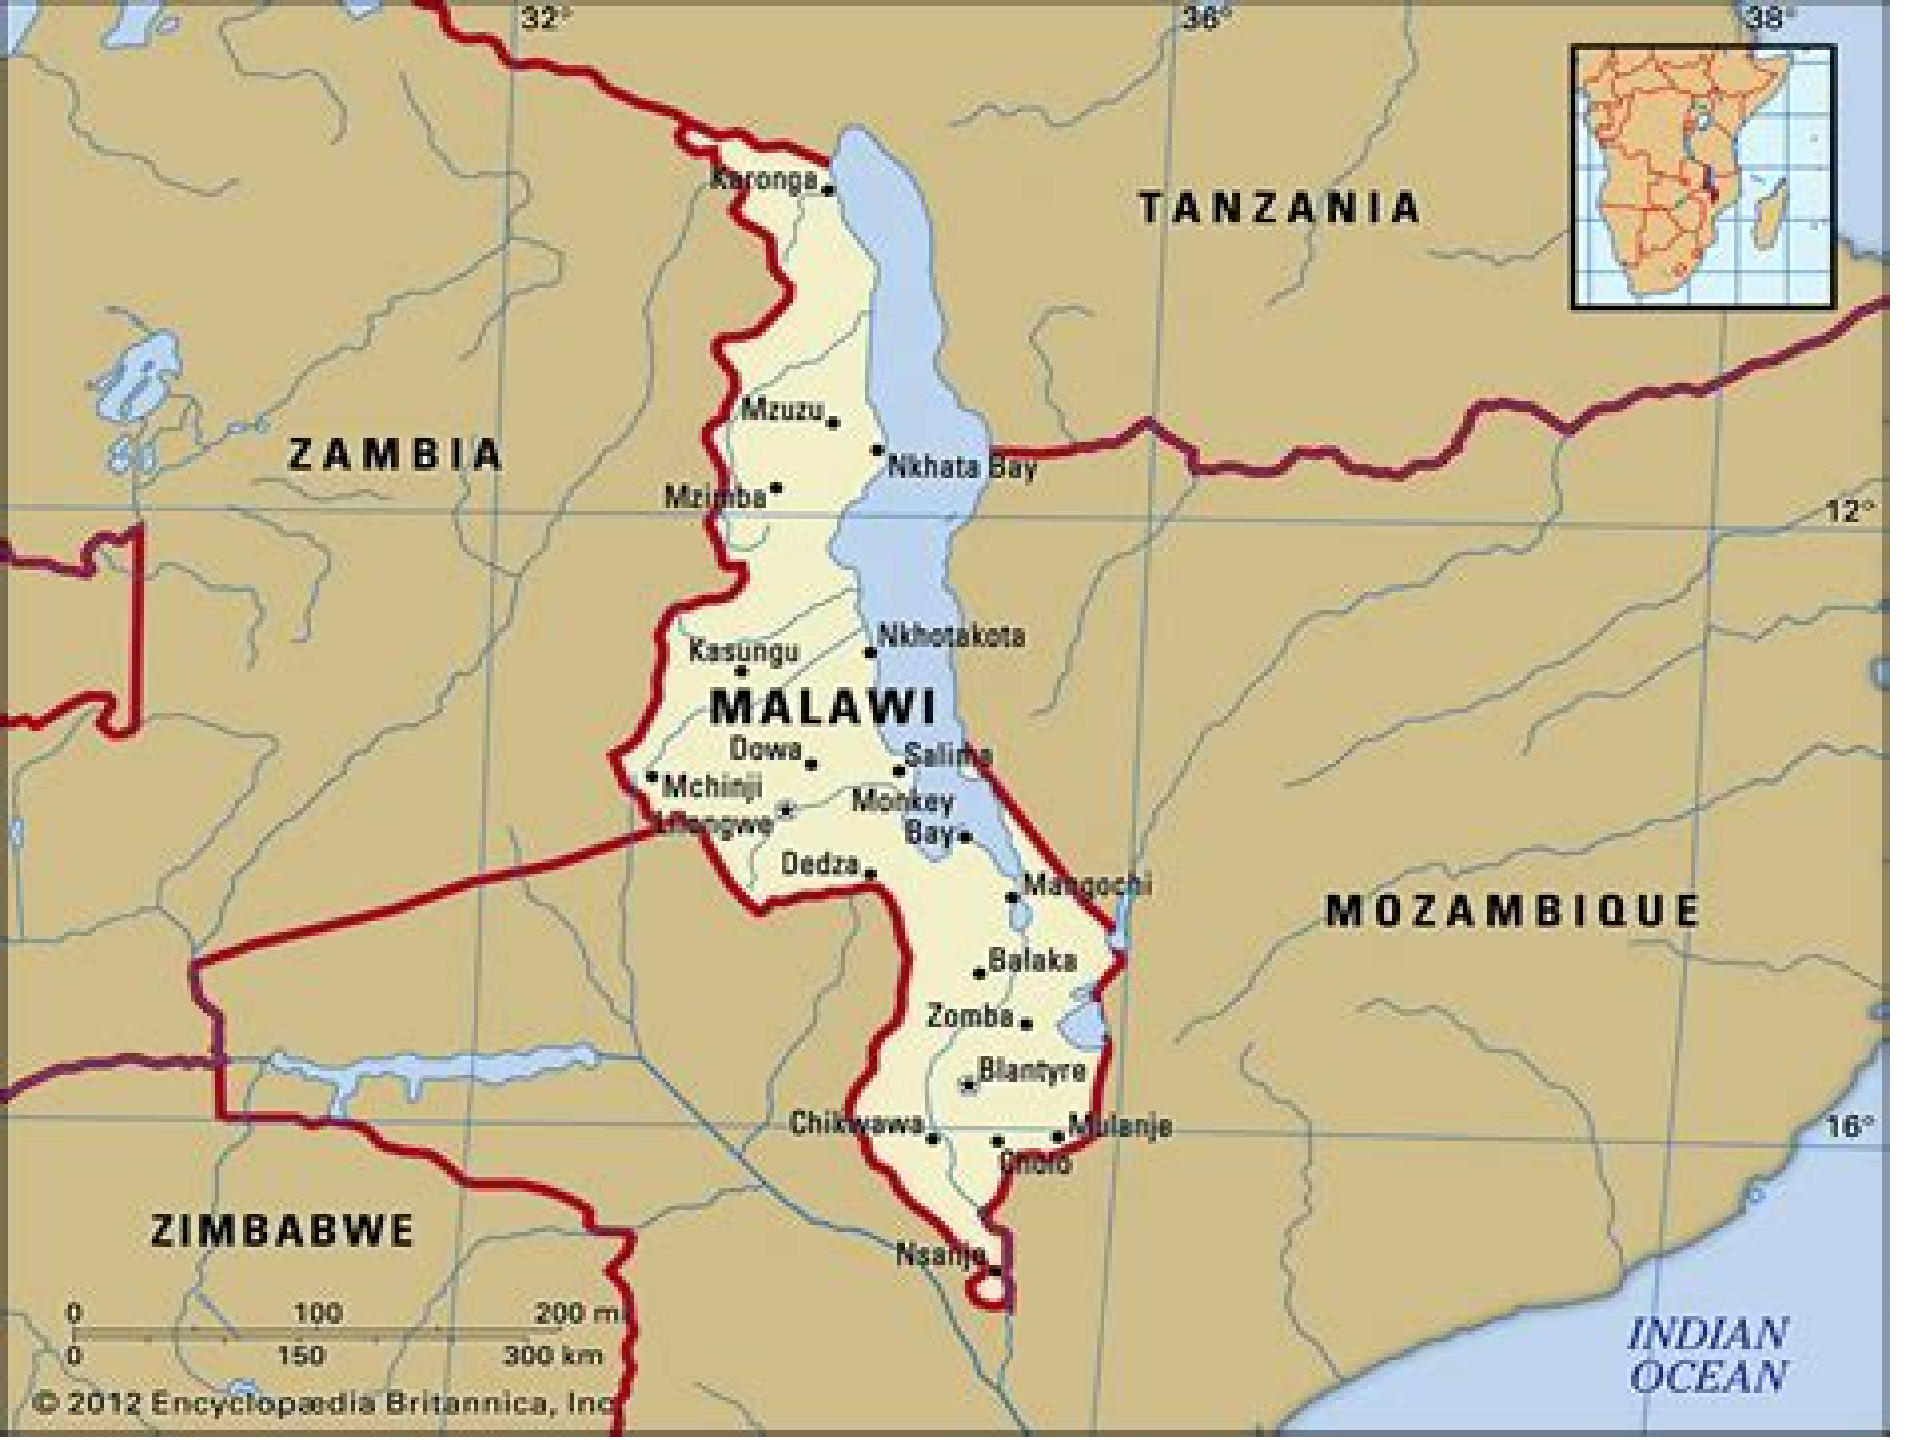 32°
36°
38°
Karonga
TANZANIA
Mzuzu
ZAMBIA
Nkhata Bay
Mzimba
12°
Nkhotakota
Kasungu
MALAWI
Dowa
Salima
Mchinji
Monkey
Bay
Lilongwe
Dedza
Mangochi
MOZAMBIQUE
Balaka
Zomba
Blantyre
Chikwawa
Mulanje
16°
Cholo
ZIMBABWE
Nsanje
0 100 200 mi
0 150 300 km
INDIAN
OCEAN
© 2012 Encyclopædia Britannica, Inc